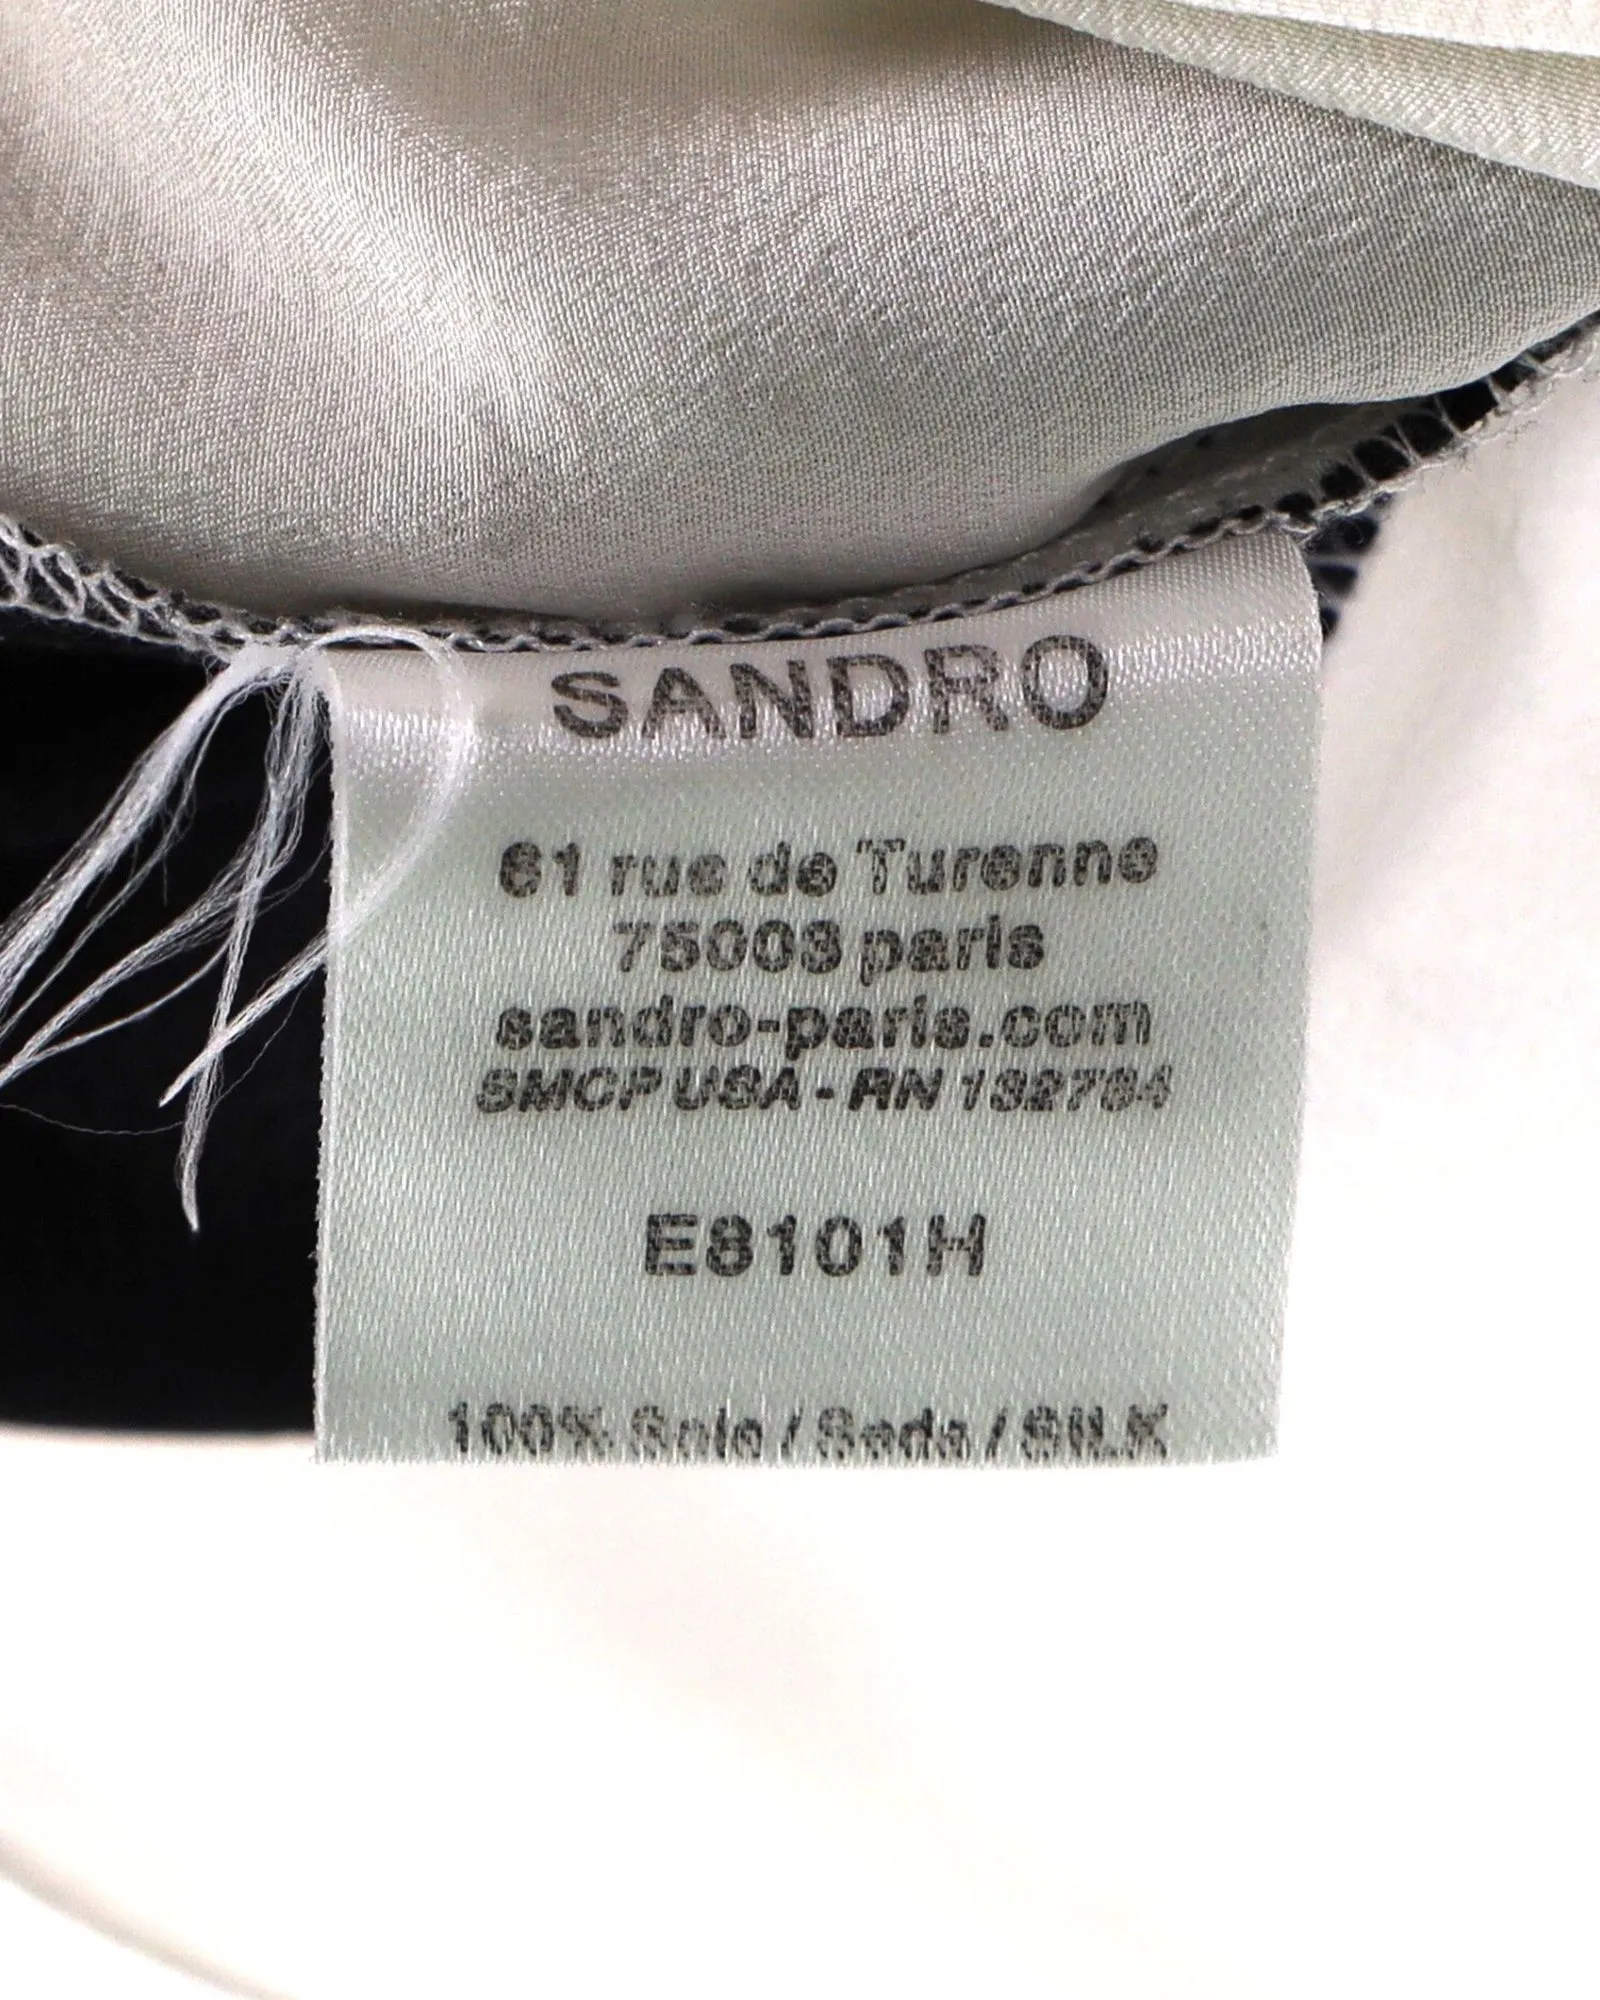 SANDRO
61 rue de Turenne
75003 paris
sandro-paris.com
SMCP USA - RN 132784
E8101H
100% Soie / Seda / SILK